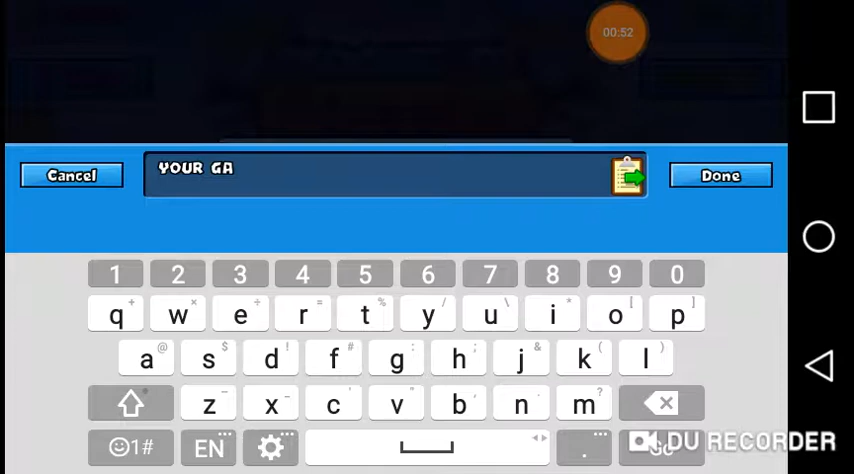 00:52
Cancel
YOUR GA
Done
1 2 3 4 5 6 7 8 9 0
q + w × e ÷ r = t % y / u \ i * o [ p ]
a @ s $ d ! f # g : h ; j & k ( l )
z x - c ' v " b n m ?
1# EN .
DU RECORDER